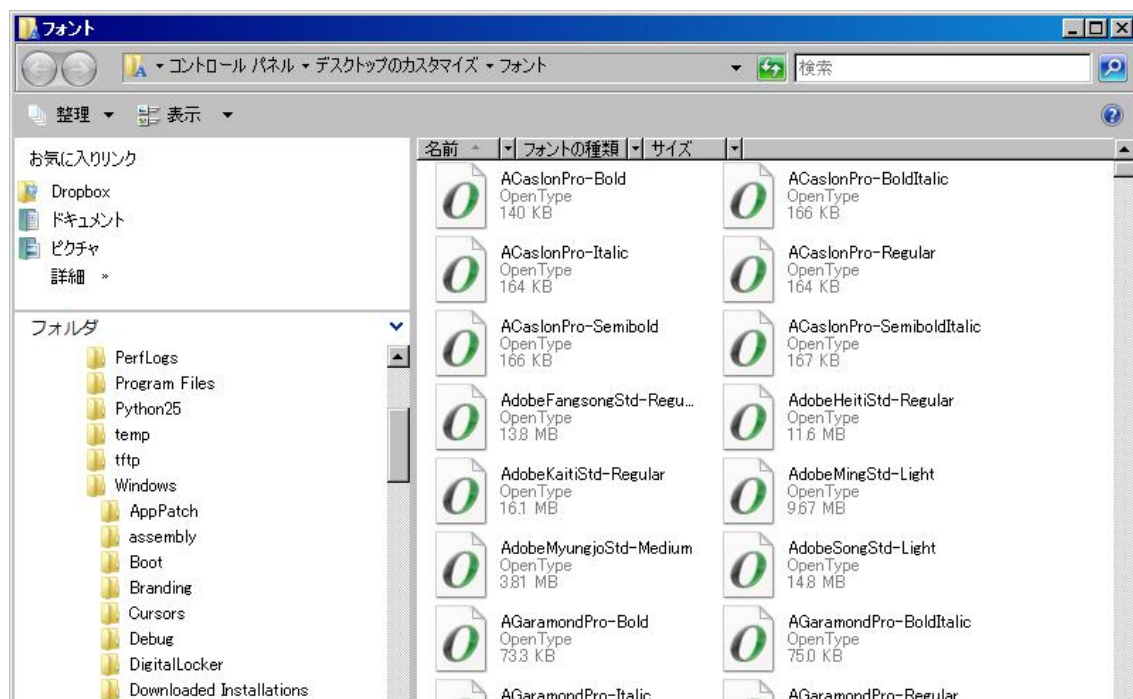 フォント
コントロール パネル
デスクトップのカスタマイズ
フォント
検索
整理
表示
お気に入りリンク
Dropbox
ドキュメント
ピクチャ
詳細 »
フォルダ
PerfLogs
Program Files
Python25
temp
tftp
Windows
AppPatch
assembly
Boot
Branding
Cursors
Debug
DigitalLocker
Downloaded Installations
名前 フォントの種類 サイズ
ACaslonPro-Bold
OpenType
140 KB
ACaslonPro-BoldItalic
OpenType
166 KB
ACaslonPro-Italic
OpenType
164 KB
ACaslonPro-Regular
OpenType
164 KB
ACaslonPro-Semibold
OpenType
166 KB
ACaslonPro-SemiboldItalic
OpenType
167 KB
AdobeFangsongStd-Regu...
OpenType
13.8 MB
AdobeHeitiStd-Regular
OpenType
11.6 MB
AdobeKaitiStd-Regular
OpenType
16.1 MB
AdobeMingStd-Light
OpenType
9.67 MB
AdobeMyungjoStd-Medium
OpenType
3.81 MB
AdobeSongStd-Light
OpenType
14.8 MB
AGaramondPro-Bold
OpenType
73.3 KB
AGaramondPro-BoldItalic
OpenType
75.0 KB
AGaramondPro-Italic
AGaramondPro-Regular